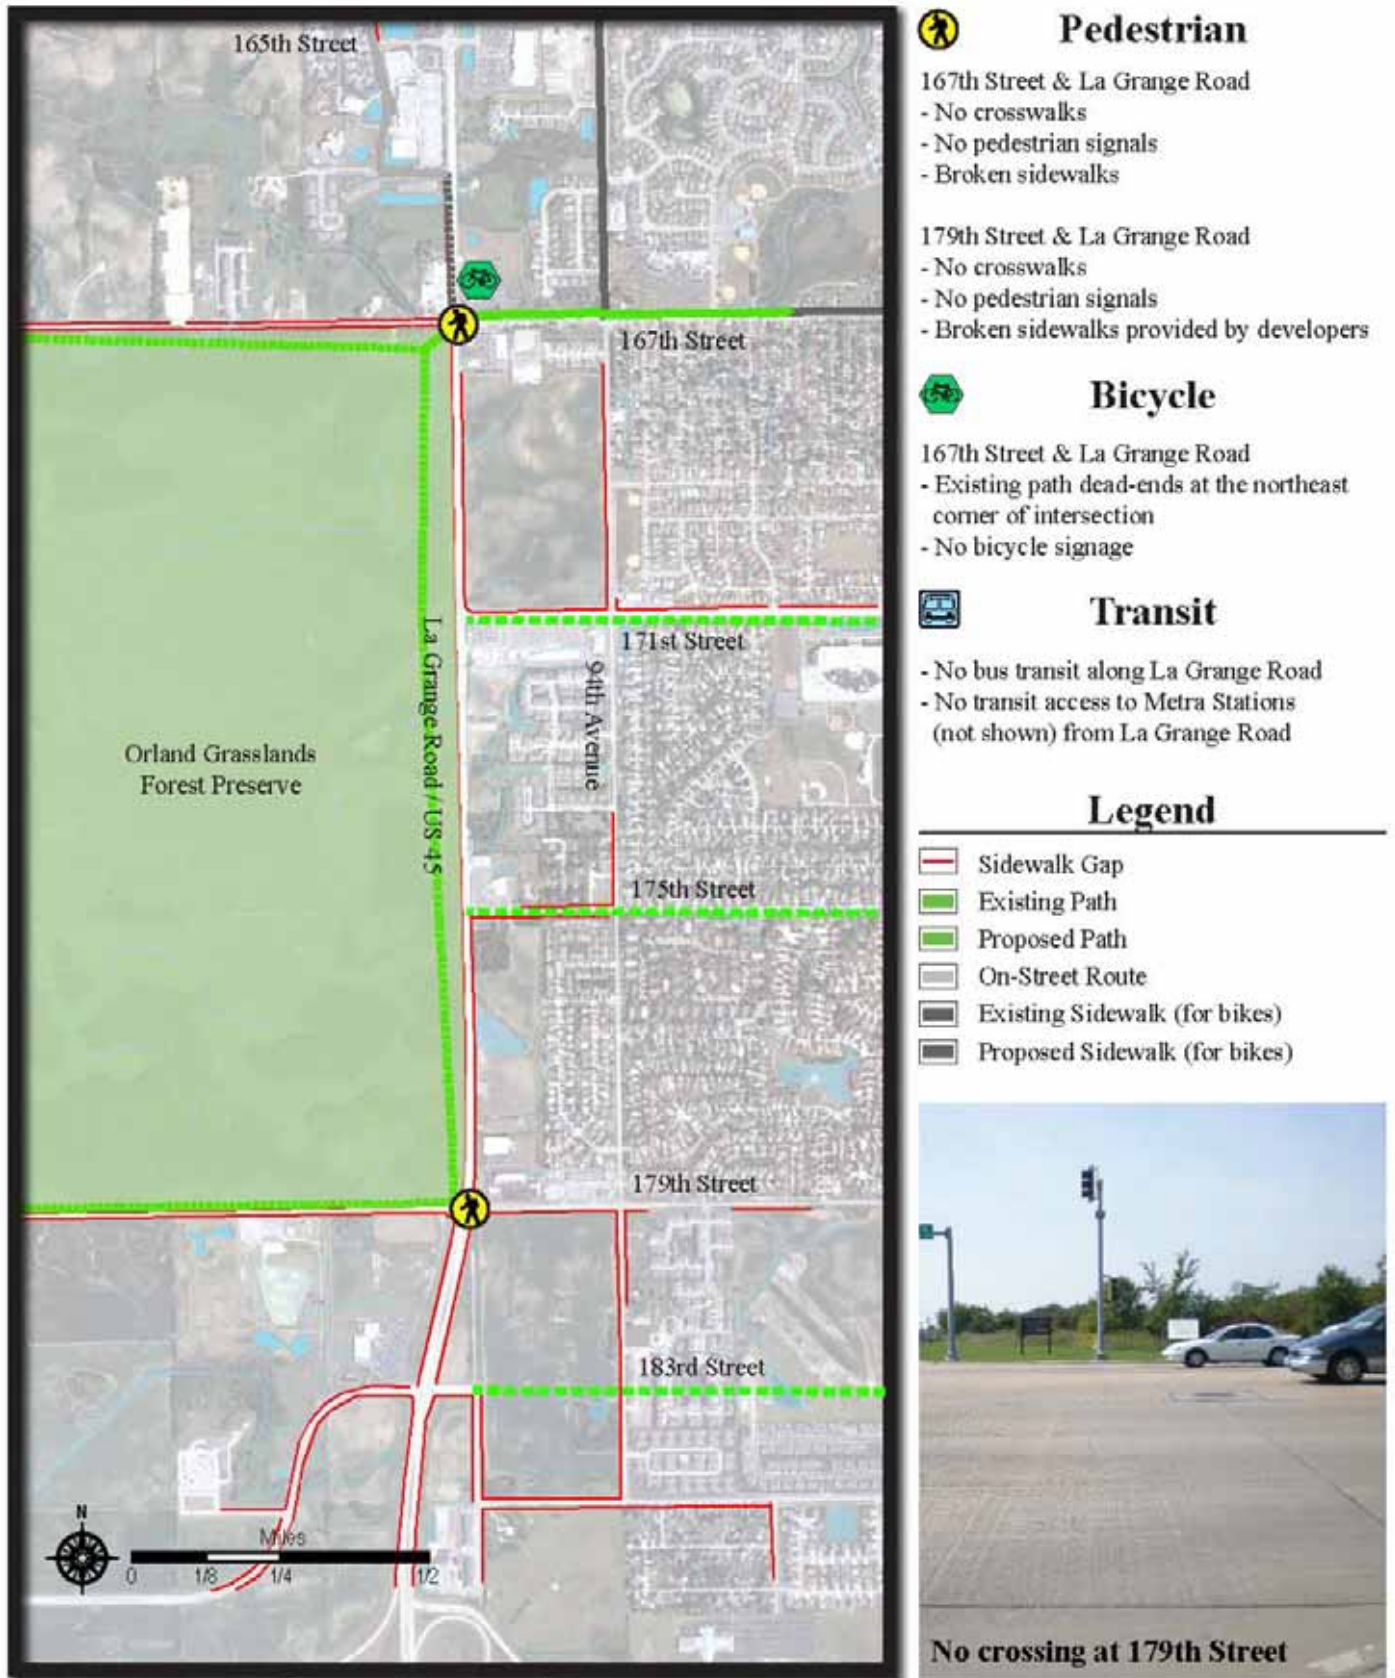 165th Street
167th Street
171st Street
94th Avenue
La Grange Road / US 45
Orland Grasslands
Forest Preserve
175th Street
179th Street
183rd Street
N
Miles
0 1/8 1/4 1/2
Pedestrian
167th Street & La Grange Road
- No crosswalks
- No pedestrian signals
- Broken sidewalks
179th Street & La Grange Road
- No crosswalks
- No pedestrian signals
- Broken sidewalks provided by developers
Bicycle
167th Street & La Grange Road
- Existing path dead-ends at the northeast
corner of intersection
- No bicycle signage
Transit
- No bus transit along La Grange Road
- No transit access to Metra Stations
(not shown) from La Grange Road
Legend
Sidewalk Gap
Existing Path
Proposed Path
On-Street Route
Existing Sidewalk (for bikes)
Proposed Sidewalk (for bikes)
No crossing at 179th Street